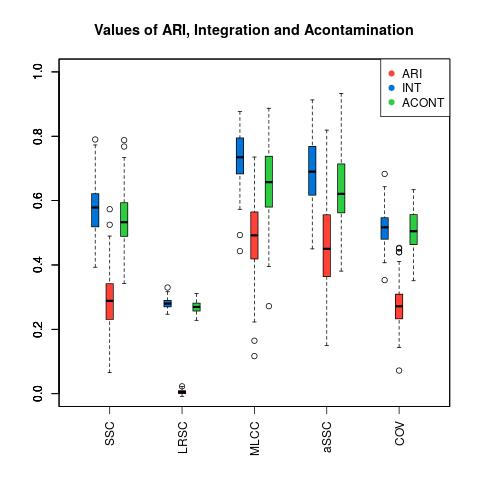 Values of ARI, Integration and Acontamination
ARI
INT
ACONT
1.0
0.8
0.6
0.4
0.2
0.0
SSC
LRSC
MLCC
aSSC
COV